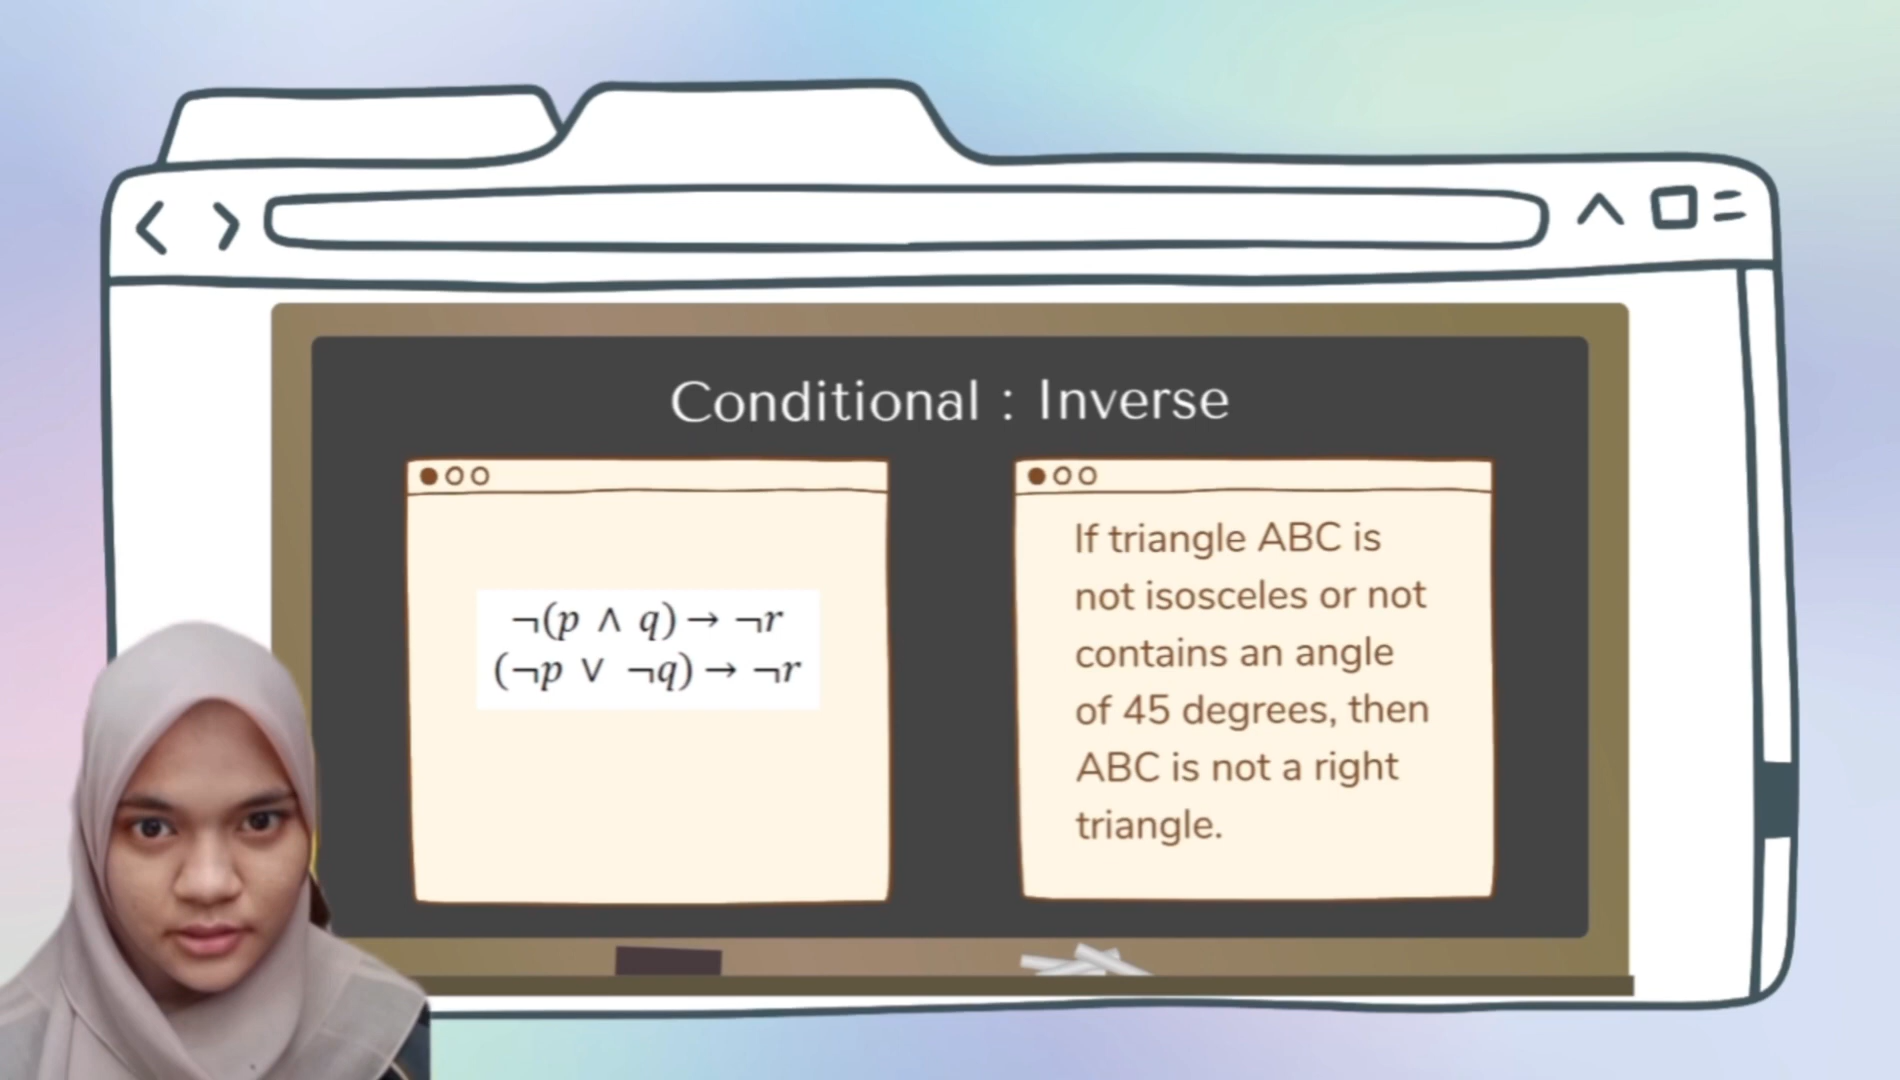 Conditional : Inverse
¬(p ∧ q) → ¬r
(¬p ∨ ¬q) → ¬r
If triangle ABC is
not isosceles or not
contains an angle
of 45 degrees, then
ABC is not a right
triangle.